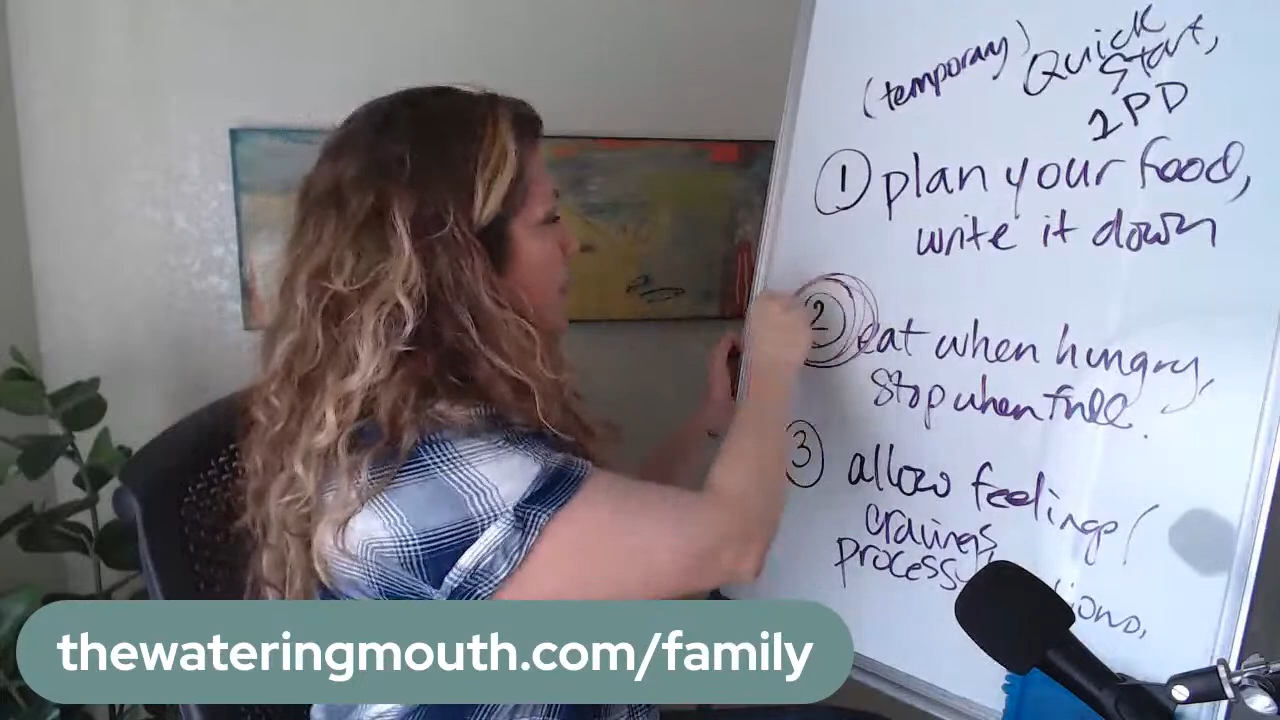 (temporary) Quick
Start,
2PD
1 plan your food,
write it down
2 eat when hungry,
stop when full.
3 allow feelings/
cravings
process
thewateringmouth.com/family